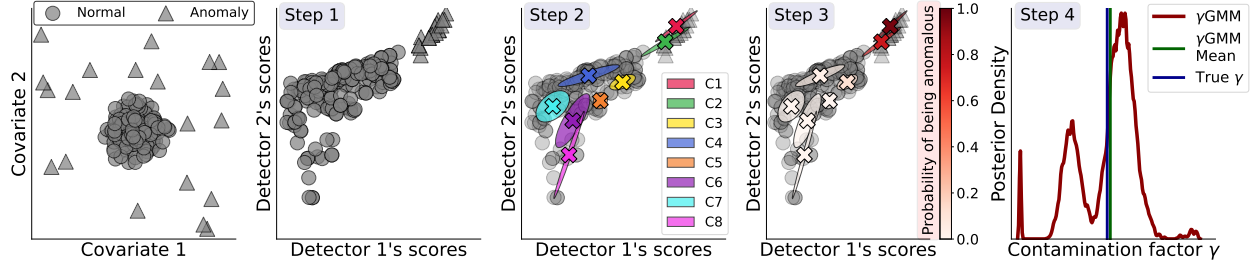 Normal
Anomaly
Covariate 2
Covariate 1
Step 1
Detector 2's scores
Detector 1's scores
Step 2
Detector 2's scores
C1
C2
C3
C4
C5
C6
C7
C8
Detector 1's scores
Step 3
Detector 2's scores
Detector 1's scores
Probability of being anomalous
1.0
0.8
0.6
0.4
0.2
0.0
Step 4
Posterior Density
γGMM
γGMM
Mean
True γ
Contamination factor γ